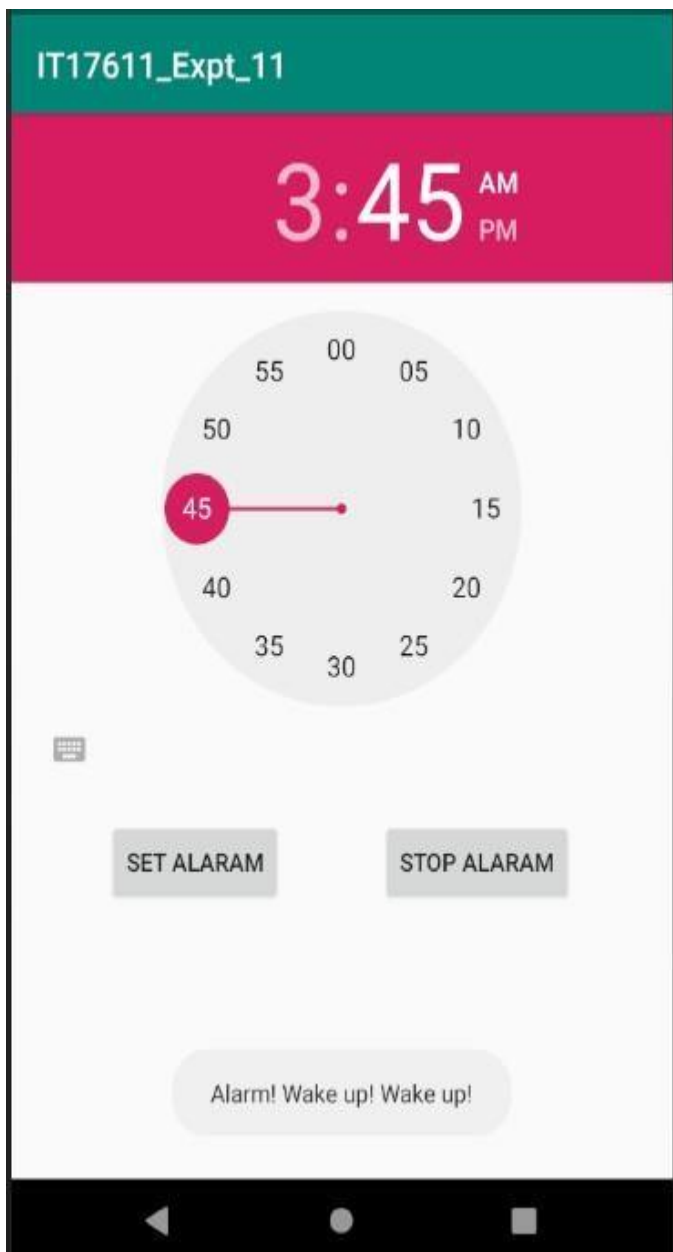 IT17611_Expt_11
3:45 AM
PM
00
55 05
50 10
45 15
40 20
35 25
30
SET ALARAM STOP ALARAM
Alarm! Wake up! Wake up!